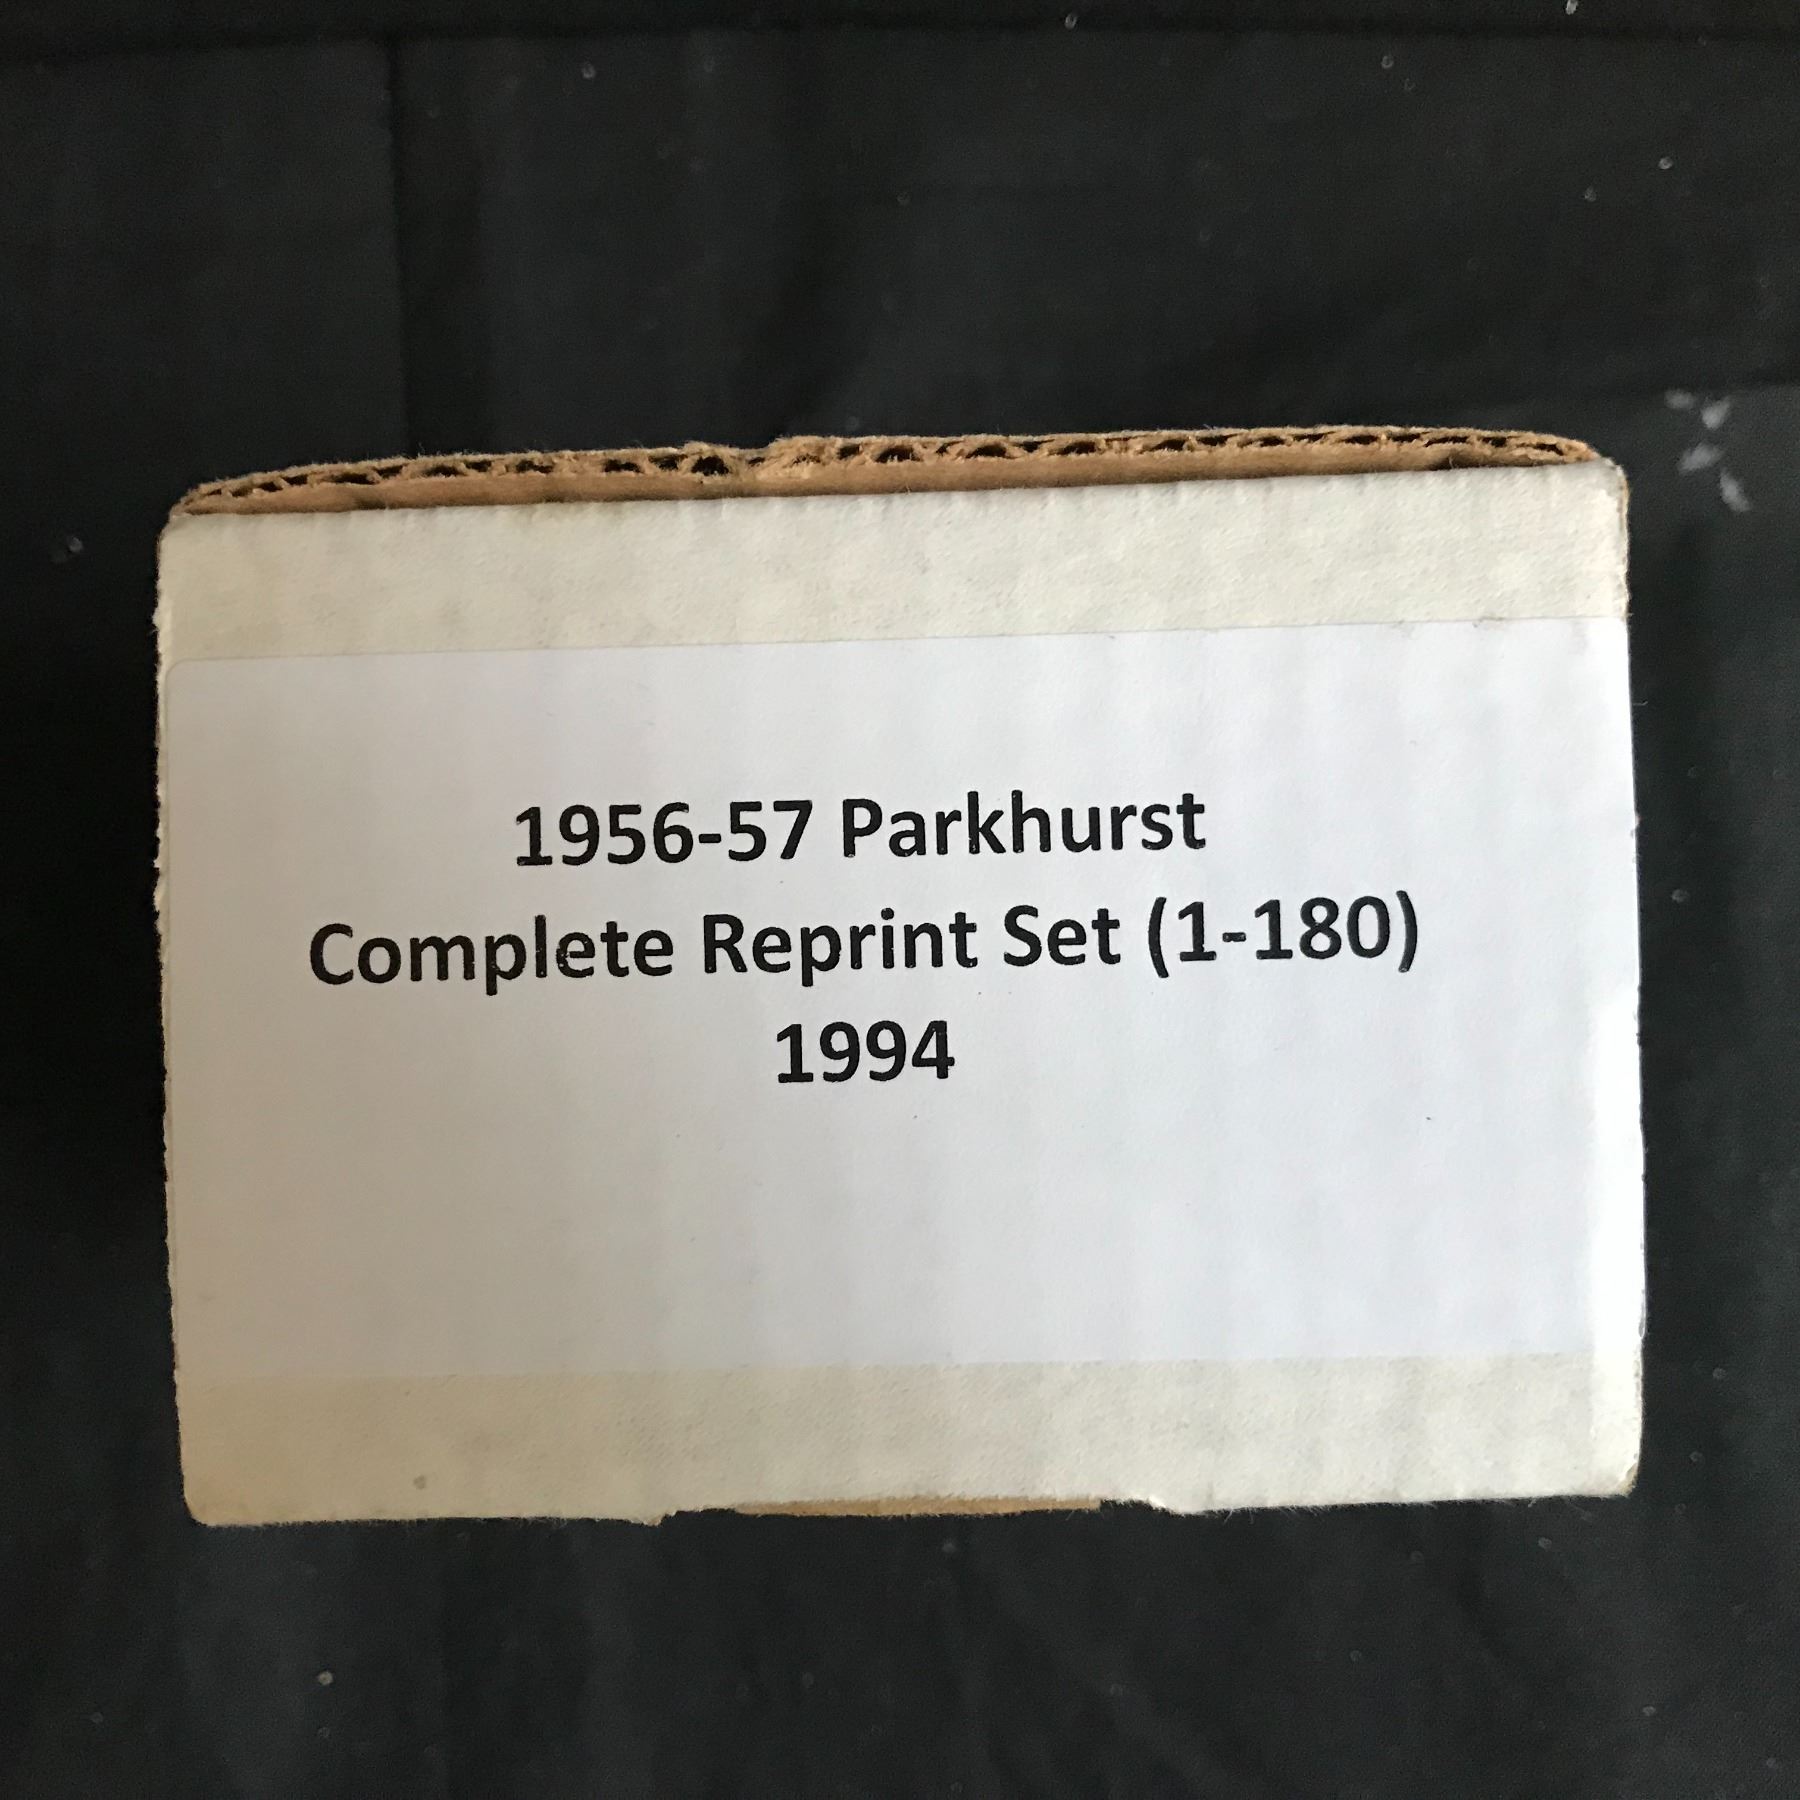 1956-57 Parkhurst
Complete Reprint Set (1-180)
1994